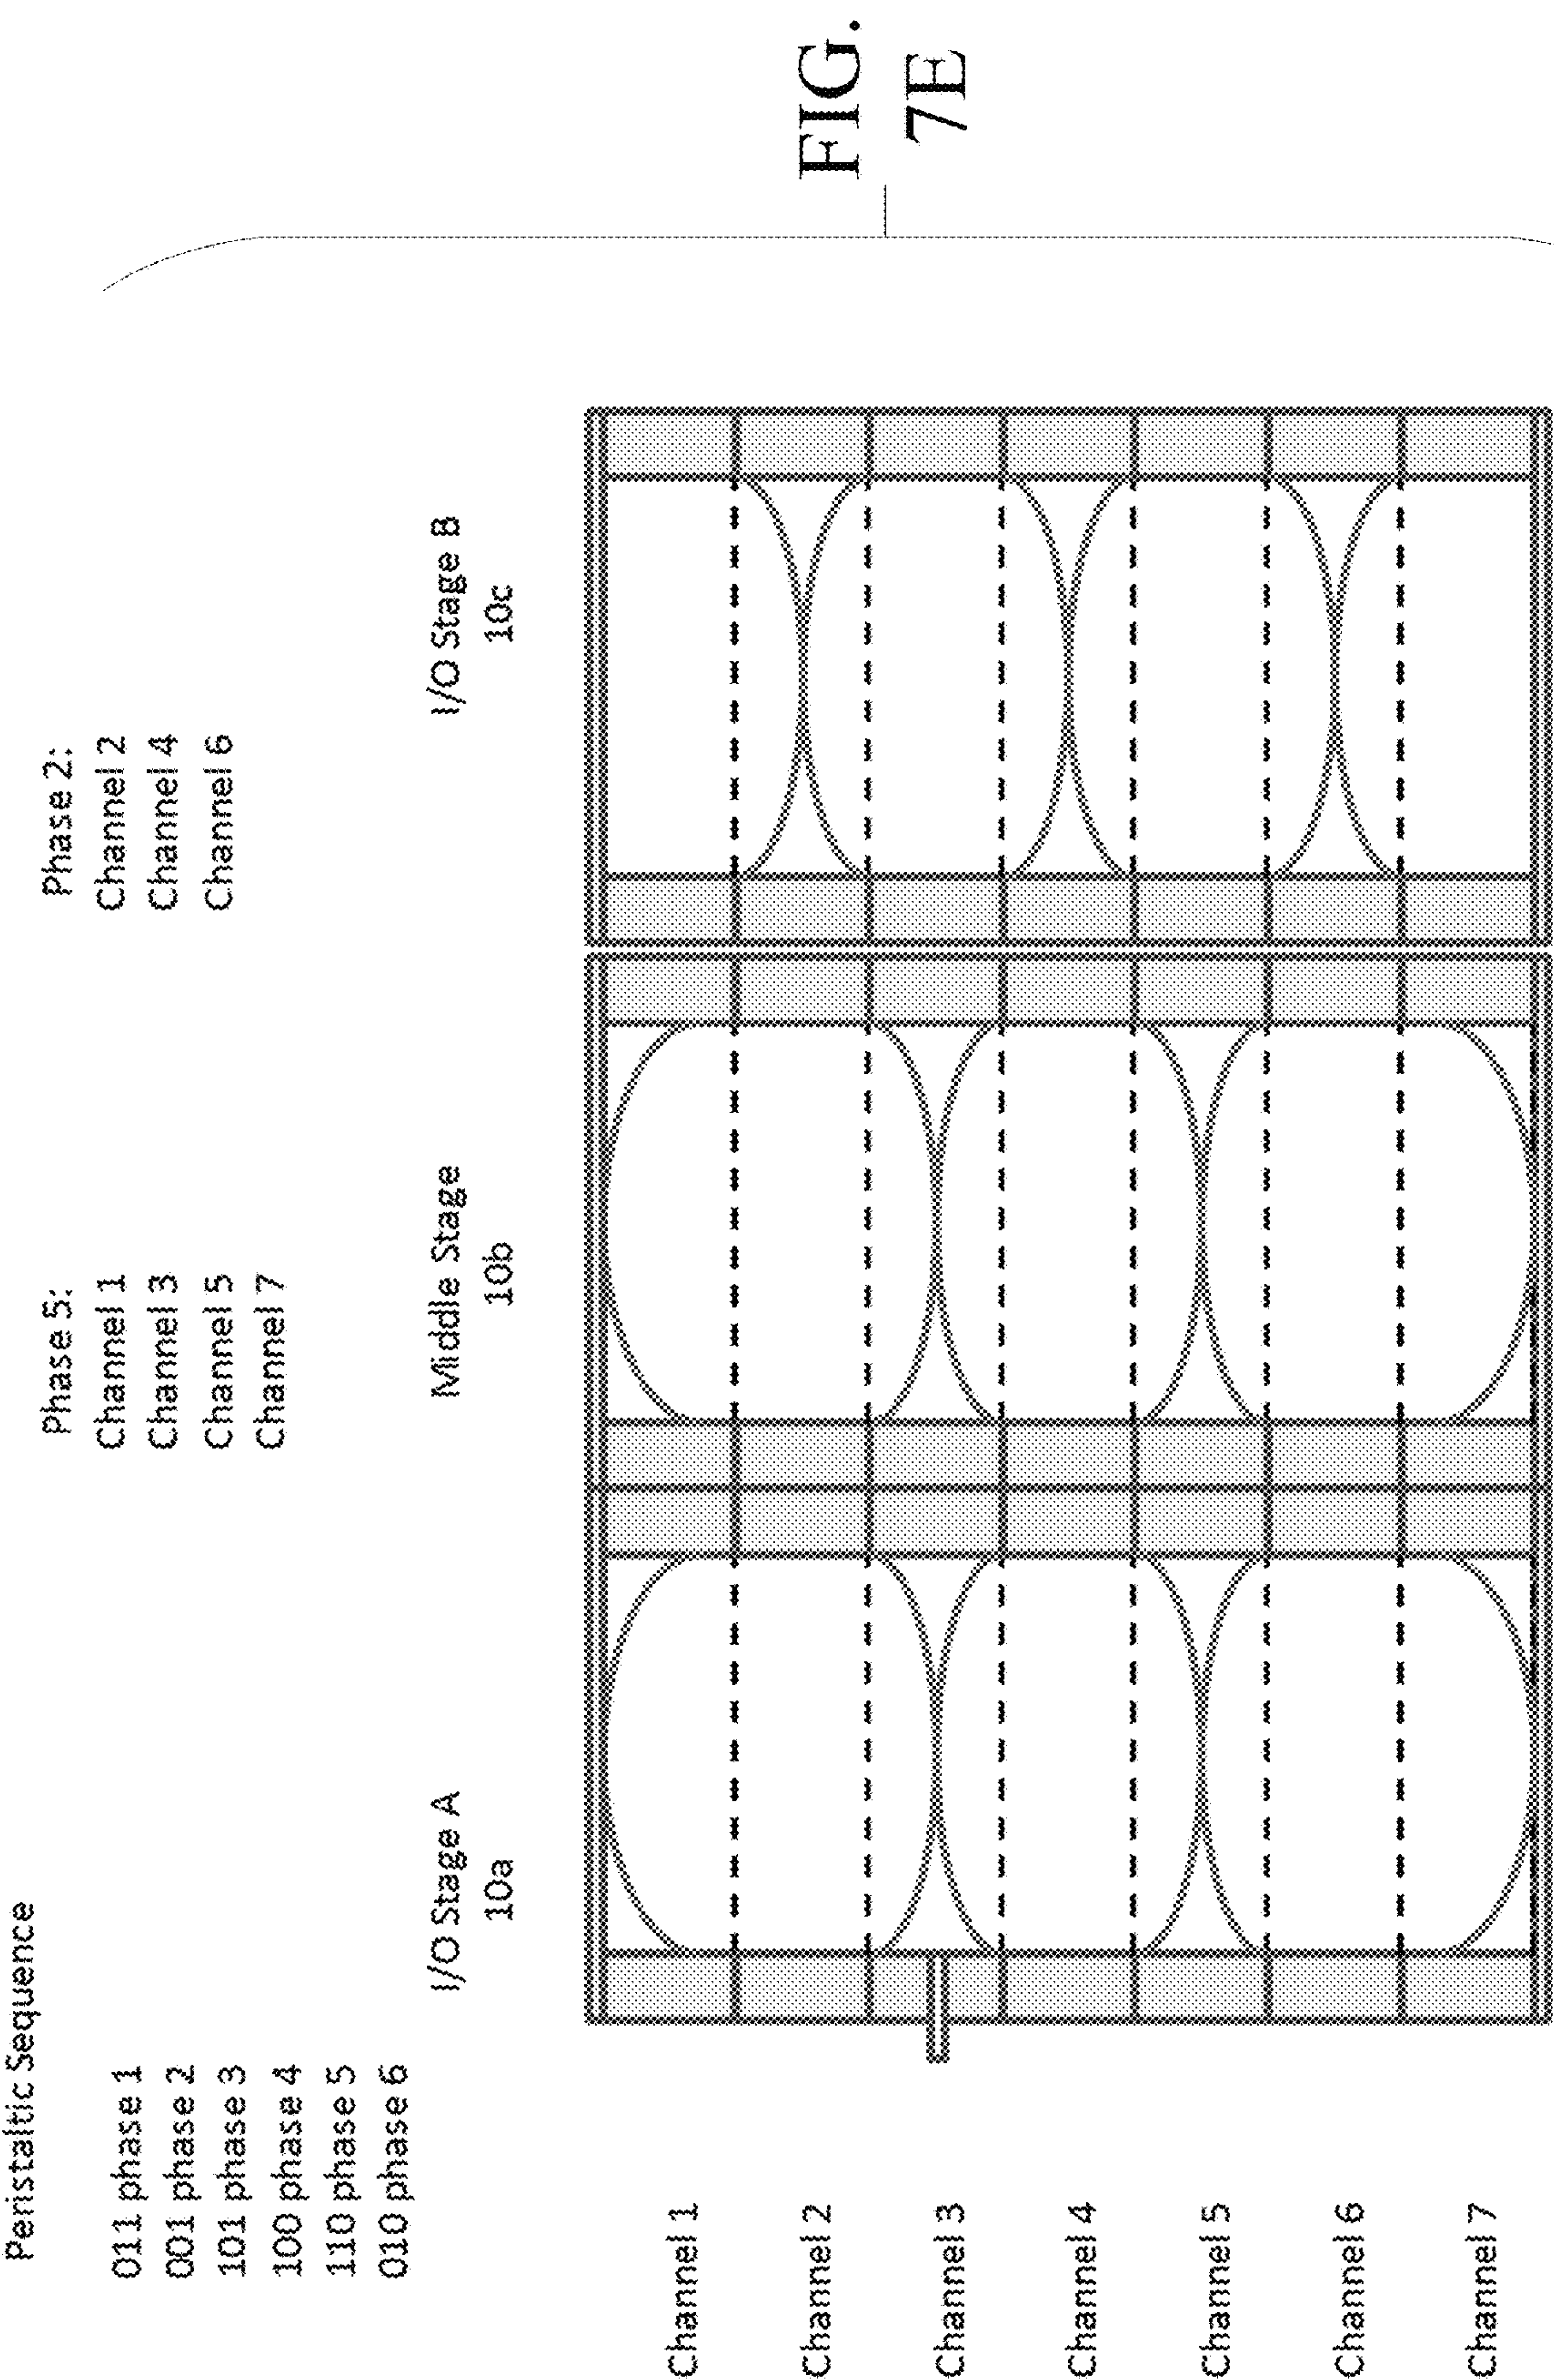 Peristaltic Sequence
011 phase 1
001 phase 2
101 phase 3
100 phase 4
110 phase 5
010 phase 6
Phase 5:
Channel 1
Channel 3
Channel 5
Channel 7
Phase 2:
Channel 2
Channel 4
Channel 6
I/O Stage A
10a
Middle Stage
10b
I/O Stage B
10c
Channel 1
Channel 2
Channel 3
Channel 4
Channel 5
Channel 6
Channel 7
FIG.
7E